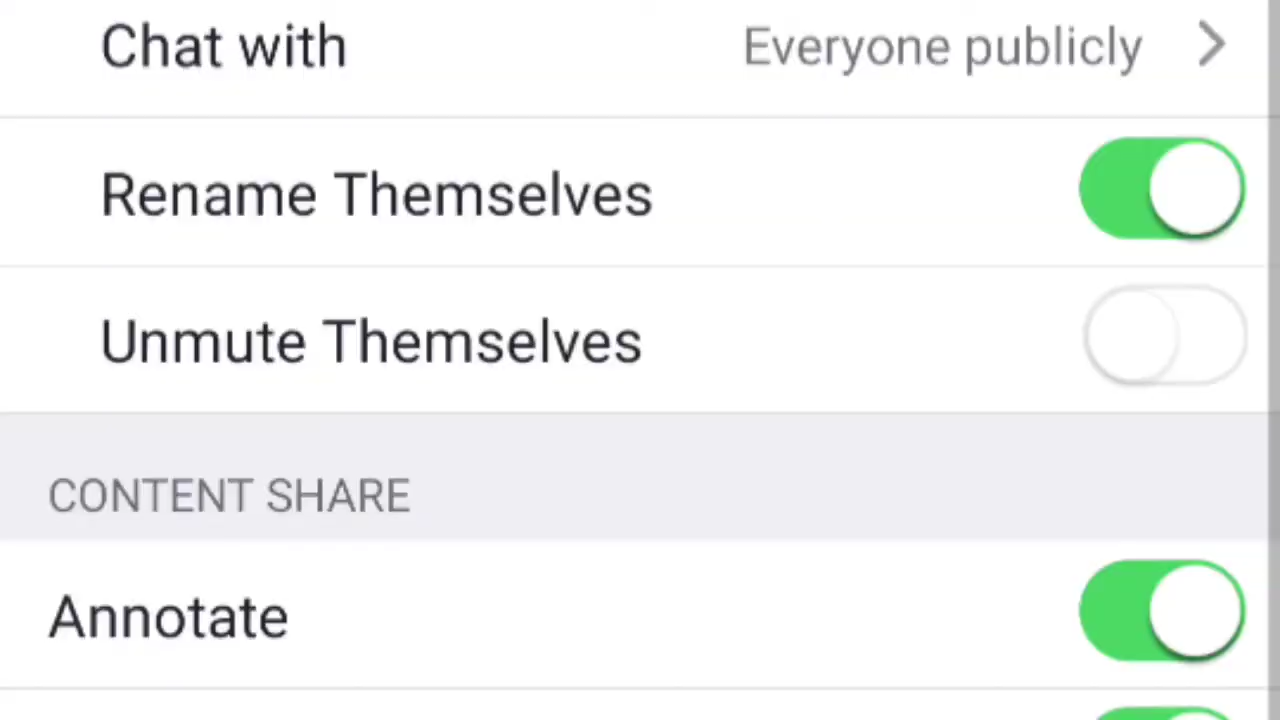 Chat with Everyone publicly
Rename Themselves
Unmute Themselves
CONTENT SHARE
Annotate